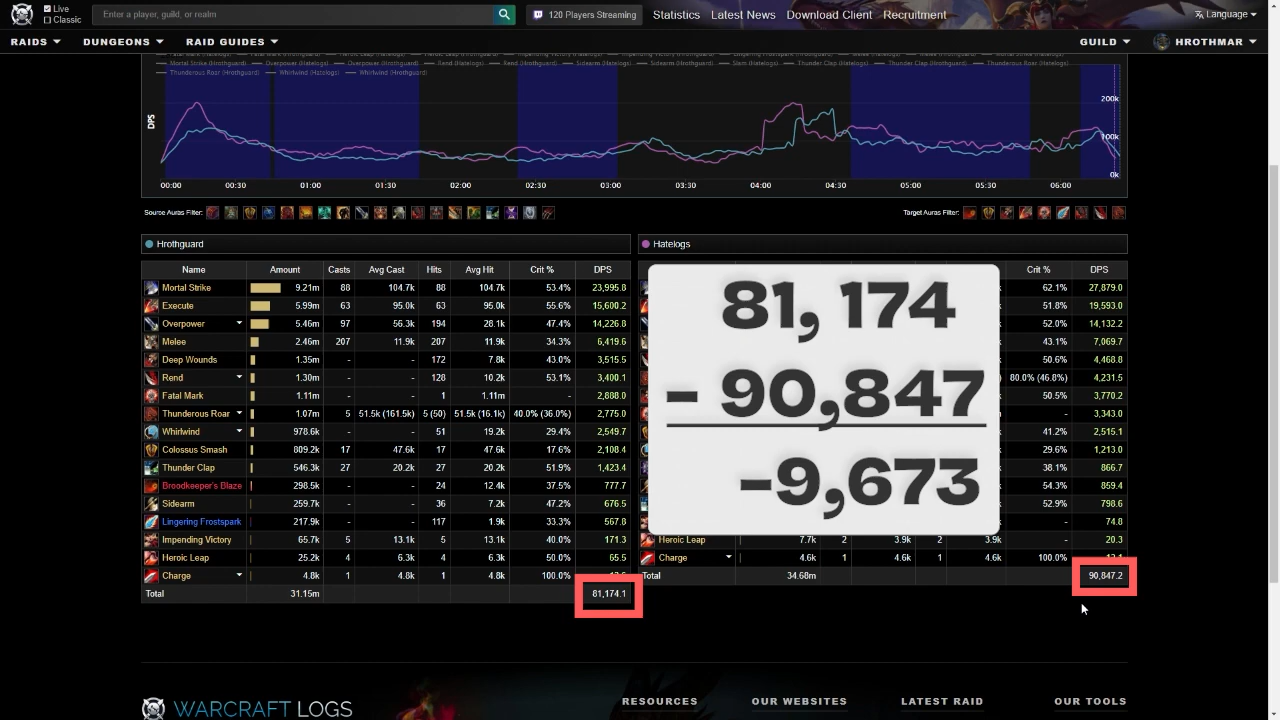 Live
Classic
Enter a player, guild, or realm
120 Players Streaming
Statistics
Latest News
Download Client
Recruitment
Language
RAIDS
DUNGEONS
RAID GUIDES
GUILD
HROTHMAR
Mortal Strike (Hrothguard)
Thunderous Roar (Hrothguard) Whirlwind (Hatelogs) Whirlwind (Hrothguard)
DPS
200k
100k
0k
00:00 00:30 01:00 01:30 02:00 02:30 03:00 03:30 04:00 04:30 05:00 05:30 06:00
Source Auras Filter:
Target Auras Filter:
Hrothguard
Name Amount Casts Avg Cast Hits Avg Hit Crit % DPS
Mortal Strike 9.21m 88 104.7k 88 104.7k 53.4% 23,995.8
Execute 5.99m 63 95.0k 63 95.0k 55.6% 15,600.2
Overpower 5.46m 97 56.3k 194 28.1k 47.4% 14,226.8
Melee 2.46m 207 11.9k 207 11.9k 34.3% 6,419.6
Deep Wounds 1.35m - - 172 7.8k 43.0% 3,515.5
Rend 1.30m - - 128 10.2k 53.1% 3,400.1
Fatal Mark 1.11m - - 1 1.11m - 2,888.0
Thunderous Roar 1.07m 5 51.5k (161.5k) 5 (50) 51.5k (16.1k) 40.0% (36.0%) 2,775.0
Whirlwind 978.6k - - 51 19.2k 29.4% 2,549.7
Colossus Smash 809.2k 17 47.6k 17 47.6k 17.6% 2,108.4
Thunder Clap 546.3k 27 20.2k 27 20.2k 51.9% 1,423.4
Broodkeeper's Blaze 298.5k - - 24 12.4k 37.5% 777.7
Sidearm 259.7k - - 36 7.2k 47.2% 676.5
Lingering Frostspark 217.9k - - 117 1.9k 33.3% 567.8
Impending Victory 65.7k 5 13.1k 5 13.1k 40.0% 171.3
Heroic Leap 25.2k 4 6.3k 4 6.3k 50.0% 65.5
Charge 4.8k 1 4.8k 1 4.8k 100.0%
Total 31.15m 81,174.1
Hatelogs
Crit % DPS
62.1% 27,879.0
51.8% 19,593.0
52.0% 14,132.2
43.1% 7,069.7
50.6% 4,468.8
80.0% (46.8%) 4,231.5
50.5% 3,770.2
- 3,343.0
41.2% 2,515.1
29.6% 1,213.0
38.1% 866.7
54.3% 859.4
52.9% 798.6
- 74.8
Heroic Leap 7.7k 2 3.9k 2 3.9k - 20.3
Charge 4.6k 1 4.6k 1 4.6k 100.0%
Total 34.68m 90,847.2
81, 174
- 90,847
-9,673
WARCRAFT LOGS
RESOURCES
OUR WEBSITES
LATEST RAID
OUR TOOLS